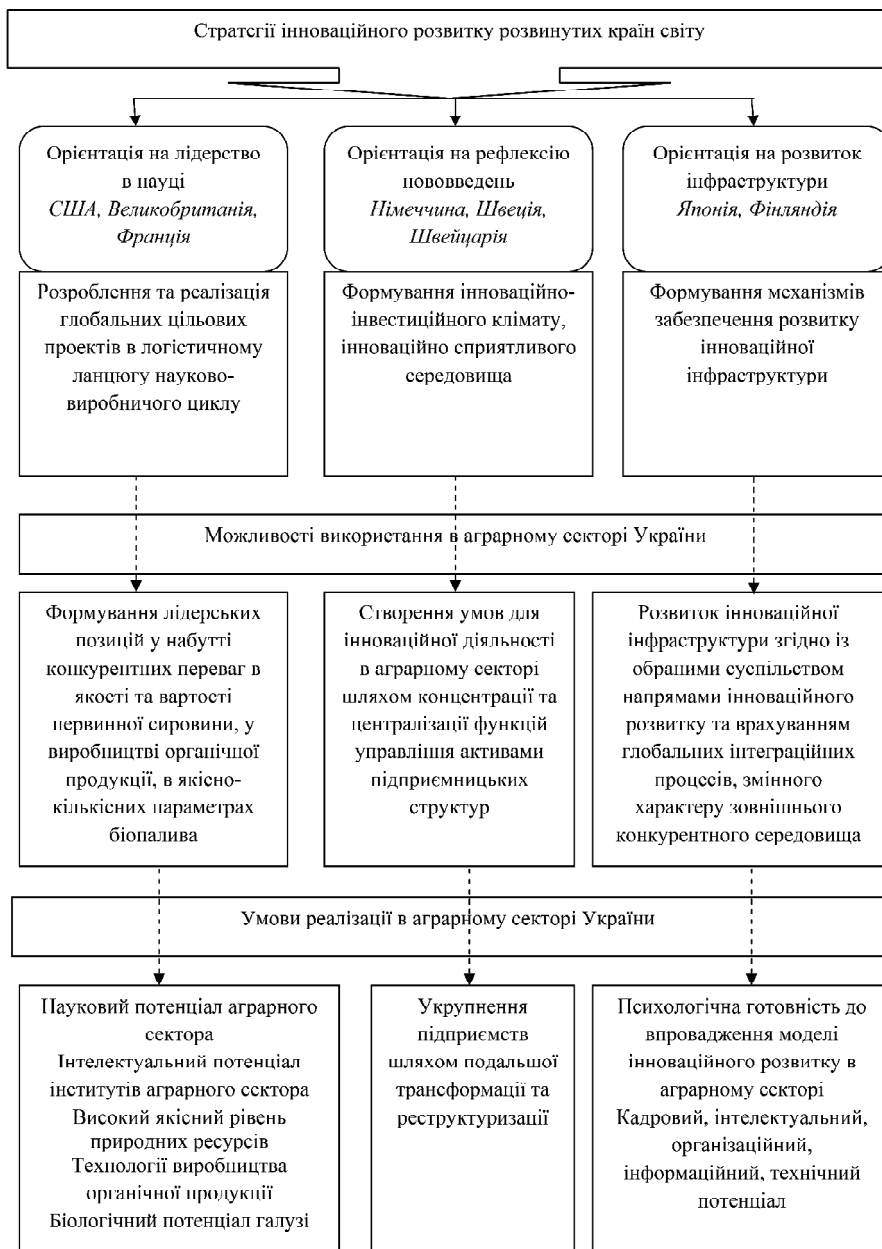 Стратегії інноваційного розвитку розвинутих країн світу
Орієнтація на лідерство
в науці
США, Великобританія,
Франція
Орієнтація на рефлексію
нововведень
Німеччина, Швеція,
Швейцарія
Орієнтація на розвиток
інфраструктури
Японія, Фінляндія
Розроблення та реалізація
глобальних цільових
проектів в логістичному
ланцюгу науково-
виробничого циклу
Формування інноваційно-
інвестиційного клімату,
інноваційно сприятливого
середовища
Формування механізмів
забезпечення розвитку
інноваційної
інфраструктури
Можливості використання в аграрному секторі України
Формування лідерських
позицій у набутті
конкурентних переваг в
якості та вартості
первинної сировини, у
виробництві органічної
продукції, в якісно-
кількісних параметрах
біопалива
Створення умов для
інноваційної діяльності
в аграрному секторі
шляхом концентрації та
централізації функцій
управління активами
підприємницьких
структур
Розвиток інноваційної
інфраструктури згідно із
обраними суспільством
напрямами інноваційного
розвитку та врахуванням
глобальних інтеграційних
процесів, змінного
характеру зовнішнього
конкурентного середовища
Умови реалізації в аграрному секторі України
Науковий потенціал аграрного
сектора
Інтелектуальний потенціал
інститутів аграрного сектора
Високий якісний рівень
природних ресурсів
Технології виробництва
органічної продукції
Біологічний потенціал галузі
Укрупнення
підприємств
шляхом подальшої
трансформації та
реструктуризації
Психологічна готовність до
впровадження моделі
інноваційного розвитку в
аграрному секторі
Кадровий, інтелектуальний,
організаційний,
інформаційний, технічний
потенціал